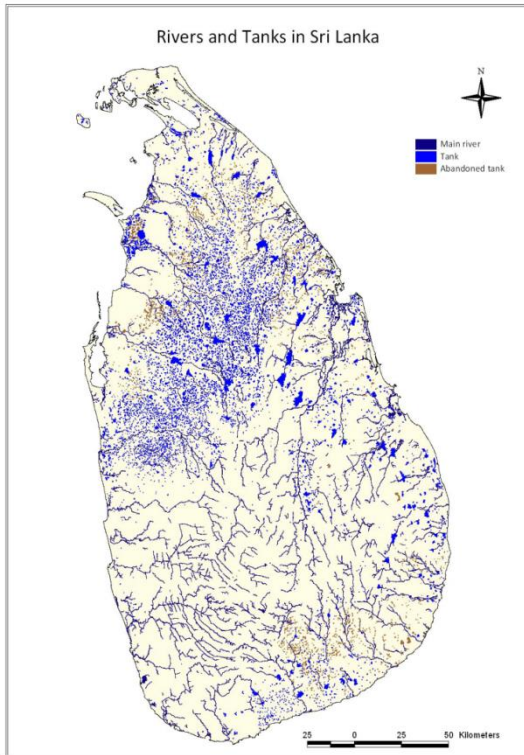 Rivers and Tanks in Sri Lanka
N
Main river
Tank
Abandoned tank
25 0 25 50 Kilometers